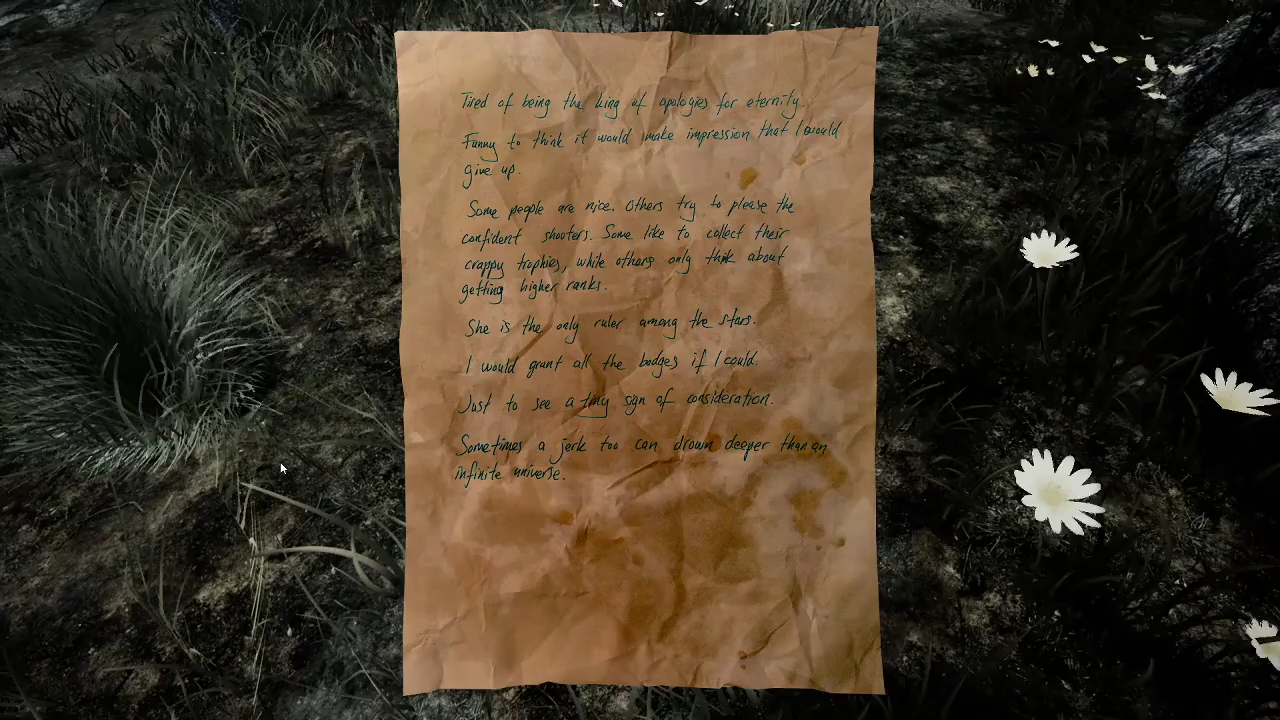 Tired of being the king of apologies for eternity.
Funny to think it would make impression that I would
give up.
Some people are nice. Others try to please the
confident shooters. Some like to collect their
crappy trophies, while others only think about
getting higher ranks.
She is the only ruler among the stars.
I would grant all the badges if I could.
Just to see a tiny sign of consideration.
Sometimes a jerk too can drown deeper than an
infinite universe.